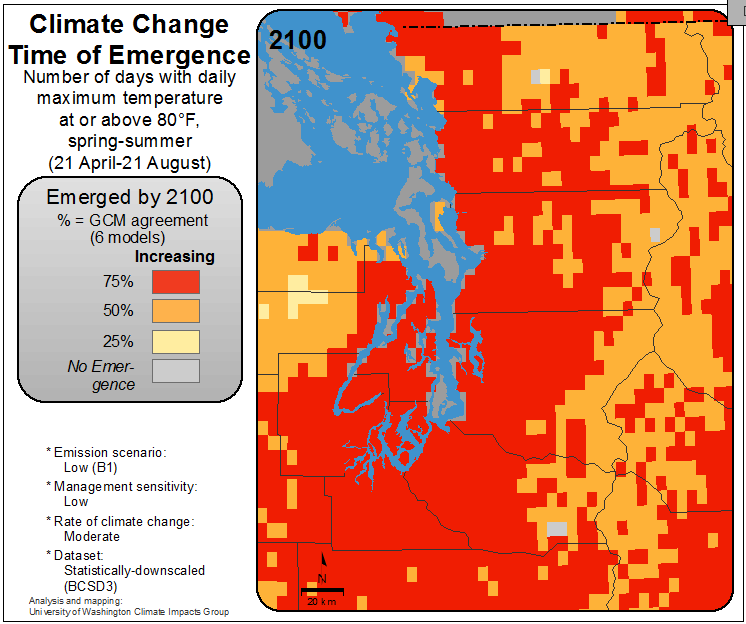 Climate Change
Time of Emergence
Number of days with daily
maximum temperature
at or above 80°F,
spring-summer
(21 April-21 August)
Emerged by 2100
% = GCM agreement
(6 models)
Increasing
75%
50%
25%
No Emer-
gence
* Emission scenario:
Low (B1)
* Management sensitivity:
Low
* Rate of climate change:
Moderate
* Dataset:
Statistically-downscaled
(BCSD3)
Analysis and mapping:
University of Washington Climate Impacts Group
2100
N
20 km